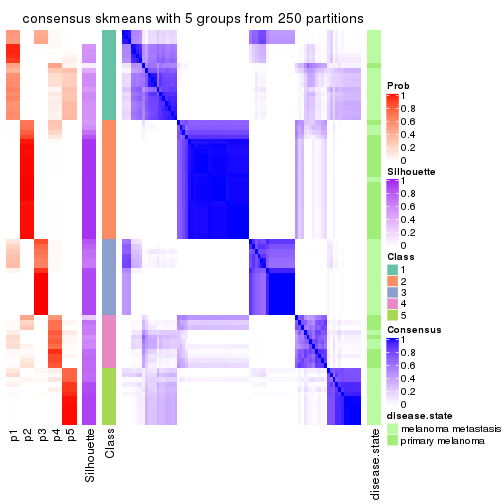 consensus skmeans with 5 groups from 250 partitions
Prob
1
0.8
0.6
0.4
0.2
0
Silhouette
1
0.8
0.6
0.4
0.2
0
Class
1
2
3
4
5
Consensus
1
0.8
0.6
0.4
0.2
0
disease.state
melanoma metastasis
primary melanoma
p1
p2
p3
p4
p5
Silhouette
Class
disease.state